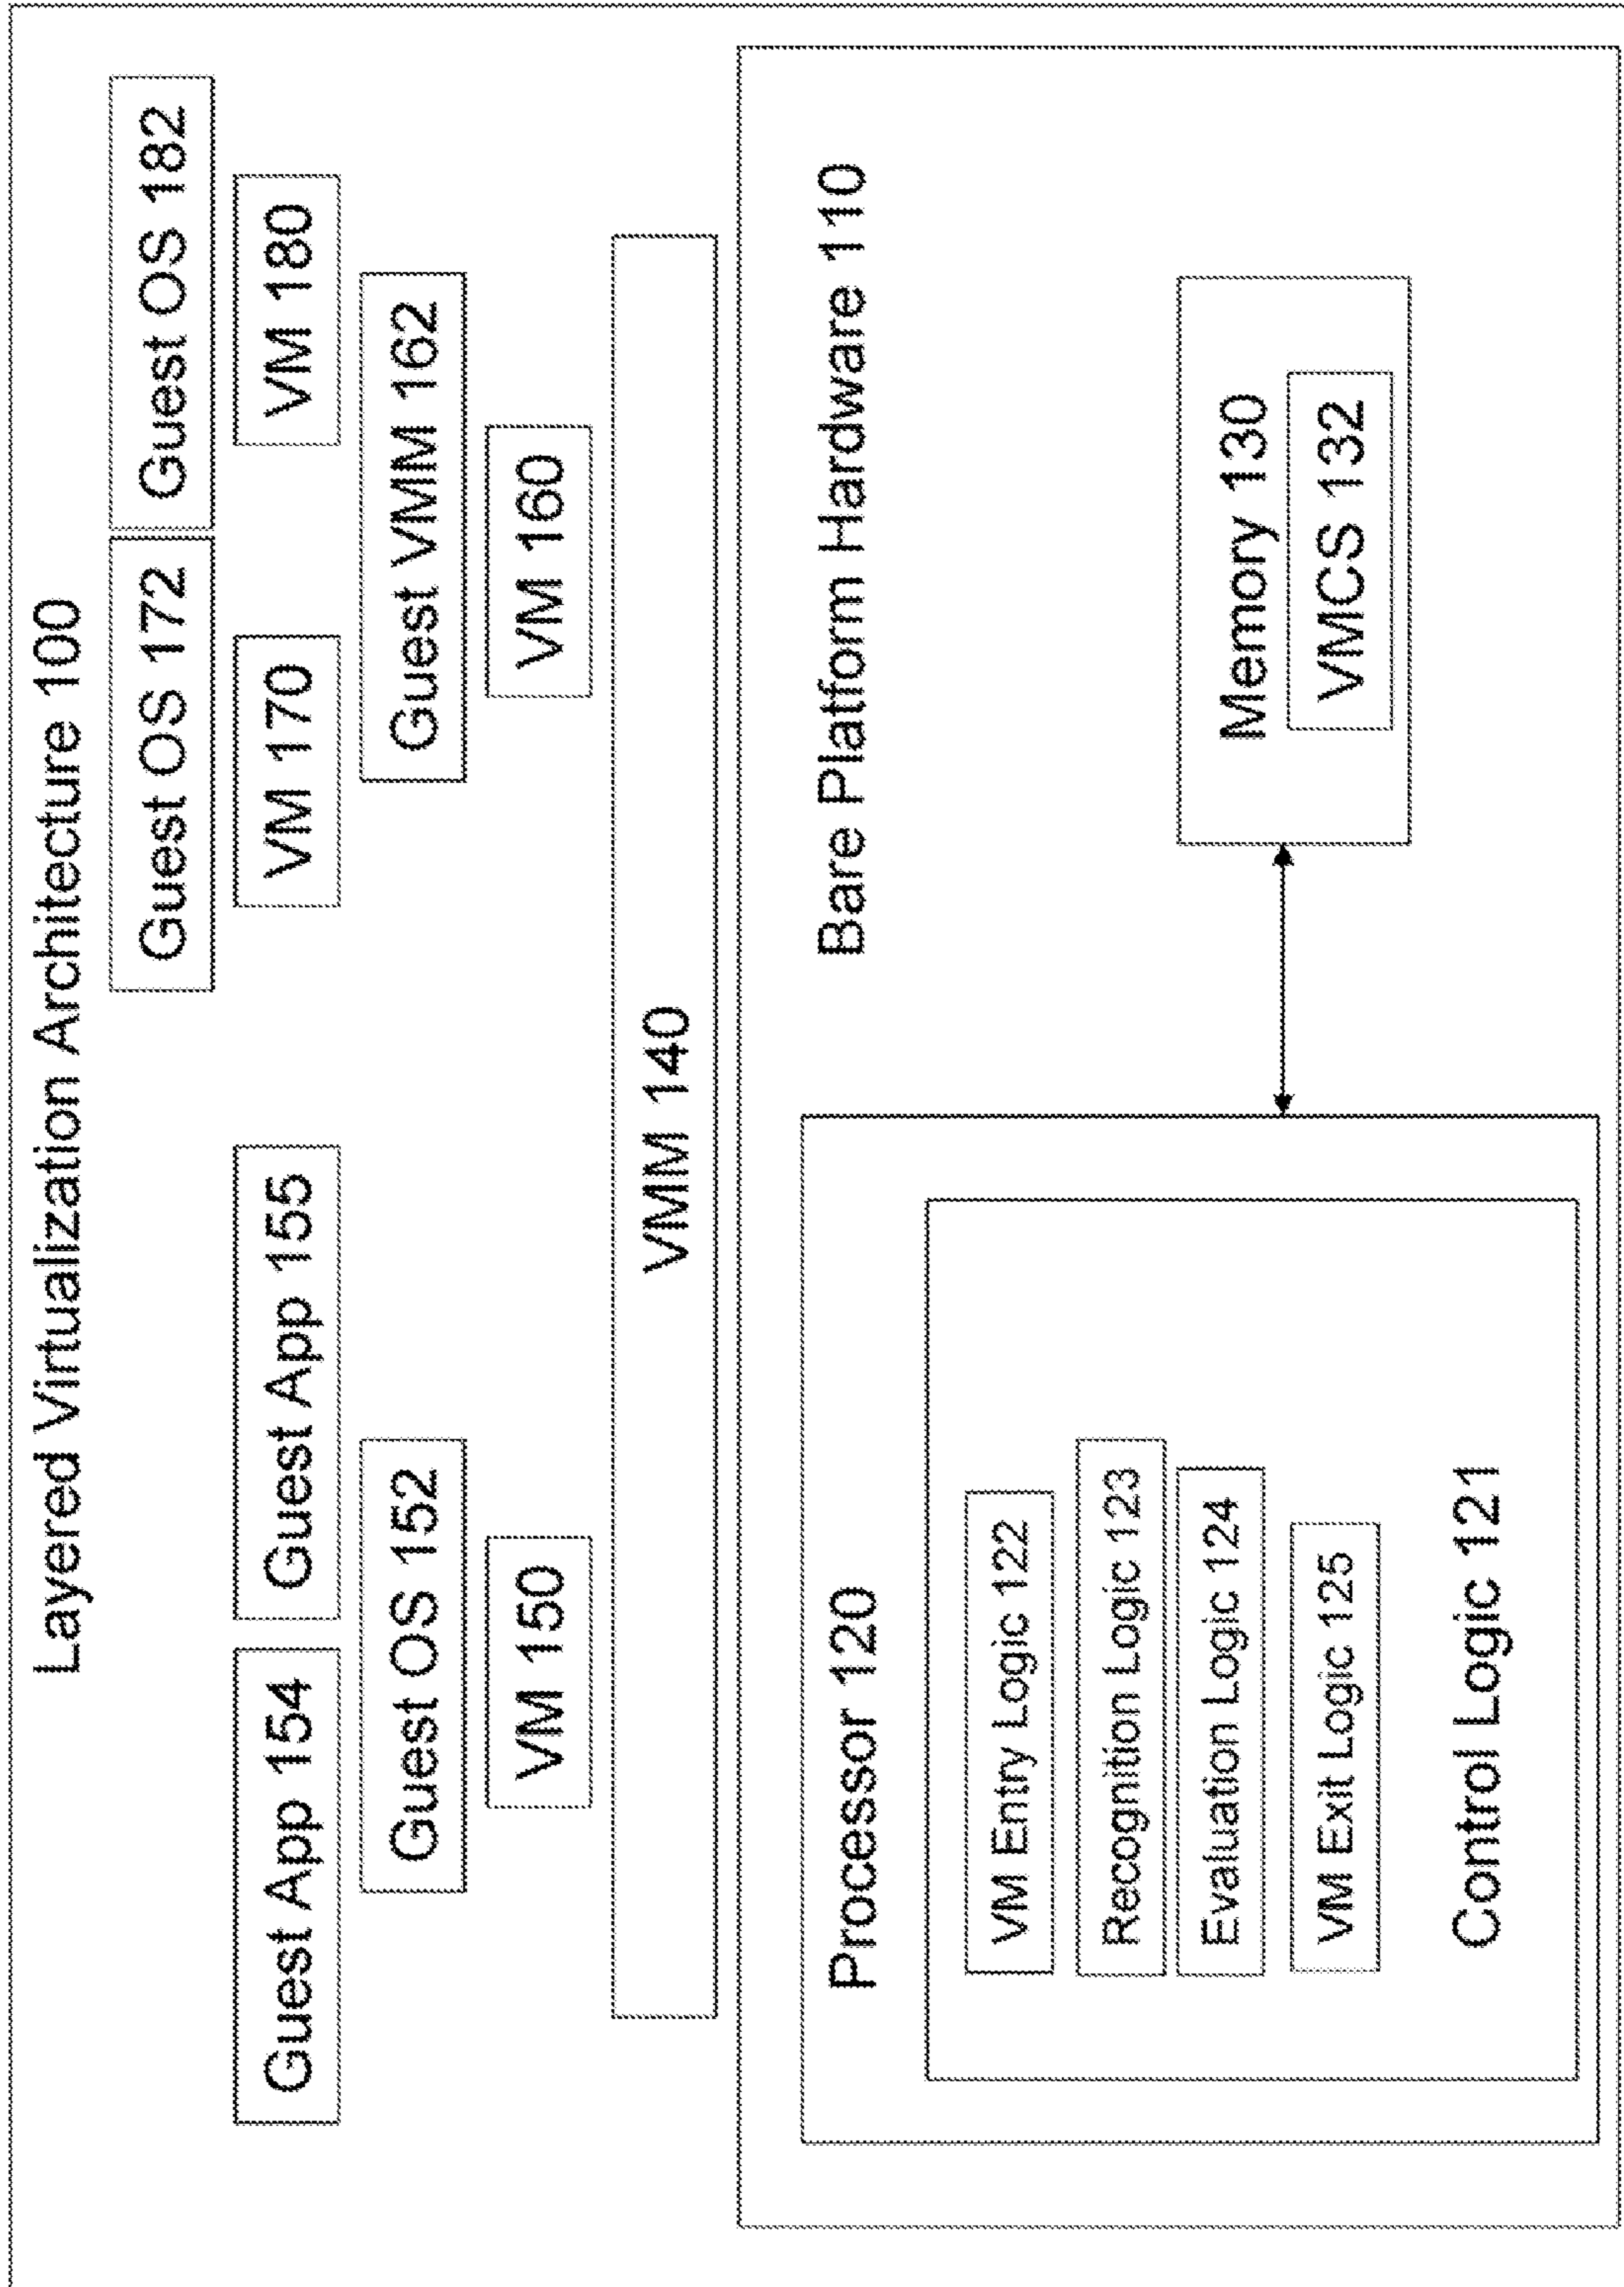 Layered Virtualization Architecture 100
Guest OS 172
Guest OS 182
Guest App 154
Guest App 155
VM 170
VM 180
Guest OS 152
Guest VMM 162
VM 150
VM 160
VMM 140
Bare Platform Hardware 110
Processor 120
VM Entry Logic 122
Recognition Logic 123
Evaluation Logic 124
VM Exit Logic 125
Control Logic 121
Memory 130
VMCS 132